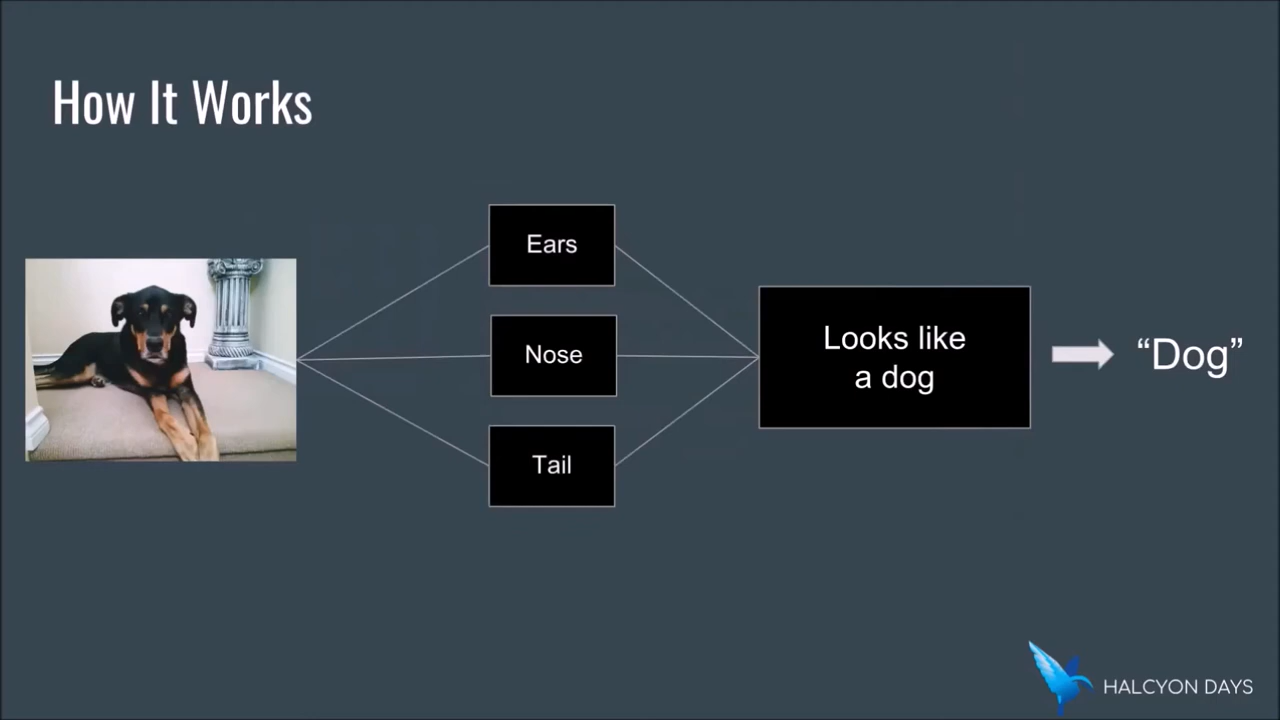 How It Works
Ears
Nose
Tail
Looks like
a dog
“Dog”
HALCYON DAYS